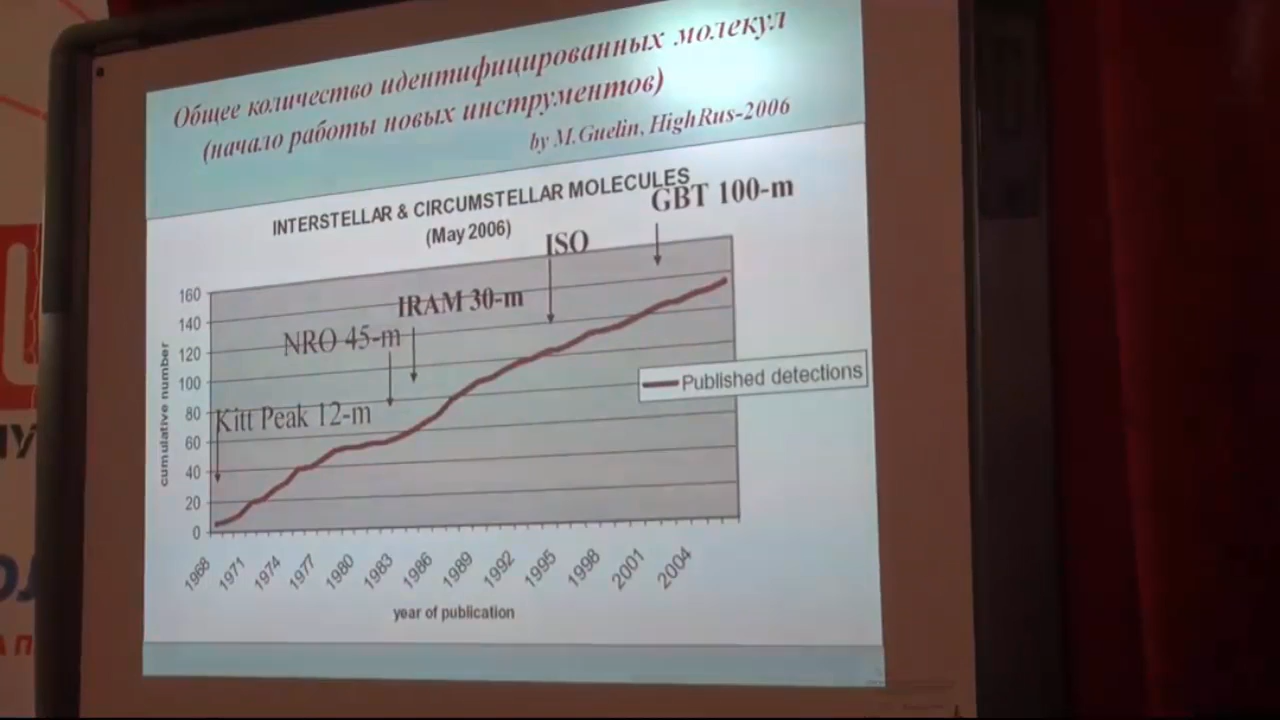 Общее количество идентифицированных молекул
(начало работы новых инструментов)
by M.Guelin, HighRus-2006
INTERSTELLAR & CIRCUMSTELLAR MOLECULES
(May 2006)
GBT 100-m
ISO
IRAM 30-m
NRO 45-m
Kitt Peak 12-m
cumulative number
160
140
120
100
80
60
40
20
0
Published detections
1968
1971
1974
1977
1980
1983
1986
1989
1992
1995
1998
2001
2004
year of publication